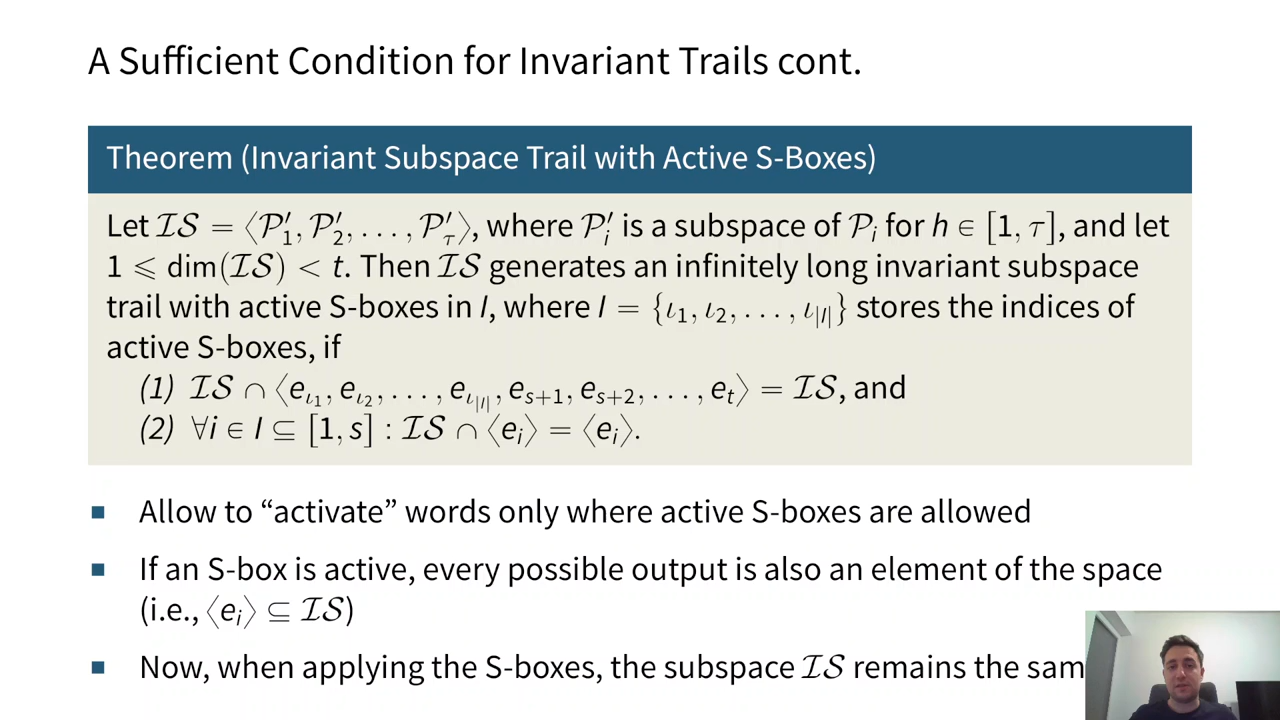 A Sufficient Condition for Invariant Trails cont.
Theorem (Invariant Subspace Trail with Active S-Boxes)
Let 𝓘𝓢 = ⟨𝓟′₁, 𝓟′₂, . . . , 𝓟′_τ⟩, where 𝓟′ᵢ is a subspace of 𝓟ᵢ for h ∈ [1, τ], and let
1 ⩽ dim(𝓘𝓢) < t. Then 𝓘𝓢 generates an infinitely long invariant subspace
trail with active S-boxes in I, where I = {ι₁, ι₂, . . . , ι_|I|} stores the indices of
active S-boxes, if
(1) 𝓘𝓢 ∩ ⟨e_ι₁, e_ι₂, . . . , e_ι_|I|, e_s+1, e_s+2, . . . , e_t⟩ = 𝓘𝓢, and
(2) ∀i ∈ I ⊆ [1, s] : 𝓘𝓢 ∩ ⟨eᵢ⟩ = ⟨eᵢ⟩.
■ Allow to “activate” words only where active S-boxes are allowed
■ If an S-box is active, every possible output is also an element of the space
(i.e., ⟨eᵢ⟩ ⊆ 𝓘𝓢)
■ Now, when applying the S-boxes, the subspace 𝓘𝓢 remains the sam